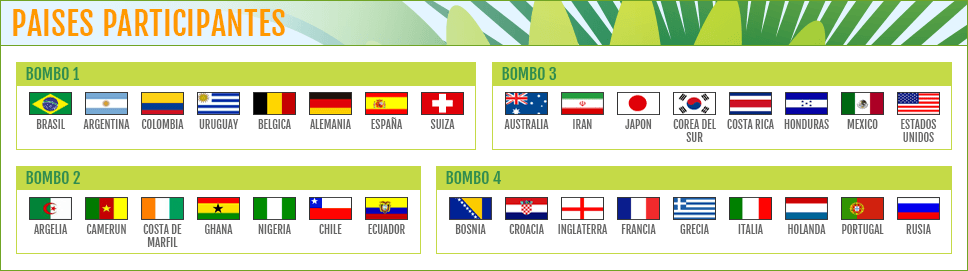 PAISES PARTICIPANTES
BOMBO 1
BRASIL ARGENTINA COLOMBIA URUGUAY BELGICA ALEMANIA ESPAÑA SUIZA
BOMBO 3
AUSTRALIA IRAN JAPON COREA DEL SUR COSTA RICA HONDURAS MEXICO ESTADOS UNIDOS
BOMBO 2
ARGELIA CAMERUN COSTA DE MARFIL GHANA NIGERIA CHILE ECUADOR
BOMBO 4
BOSNIA CROACIA INGLATERRA FRANCIA GRECIA ITALIA HOLANDA PORTUGAL RUSIA